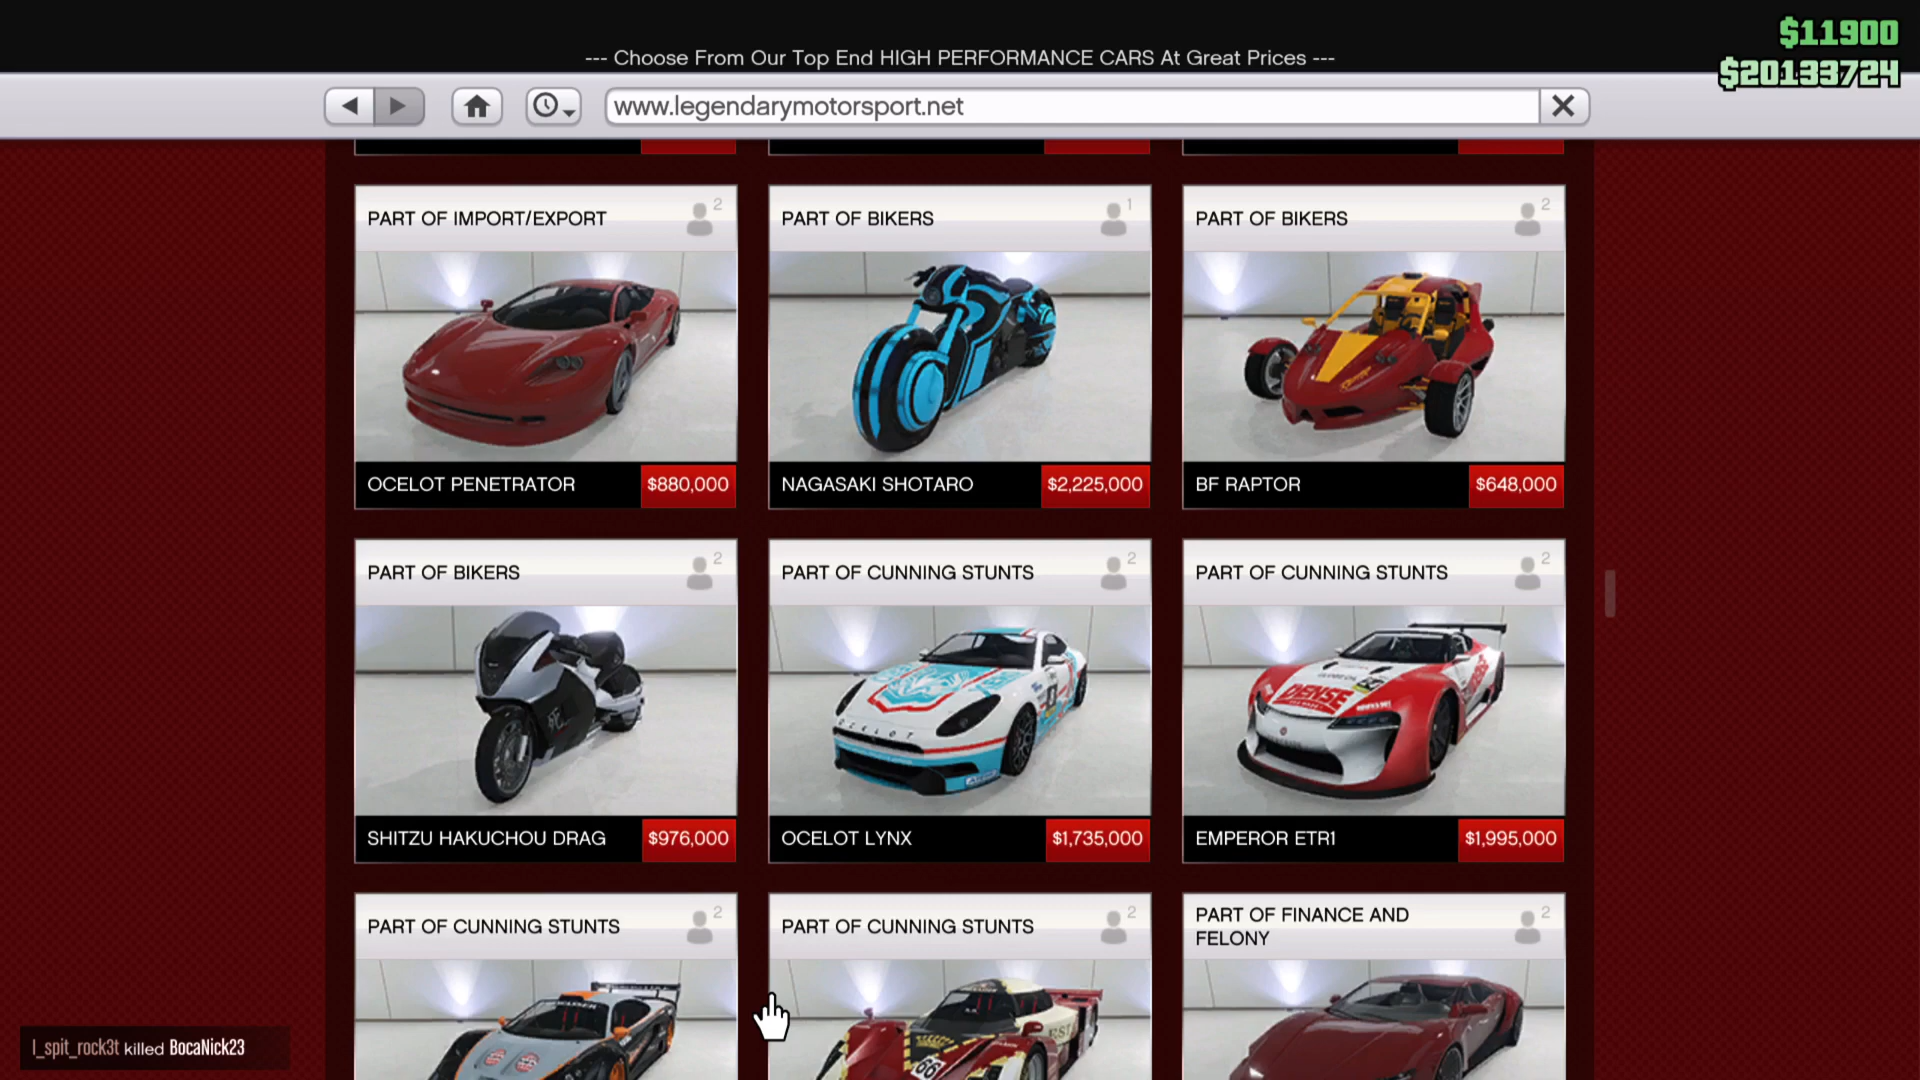 $11900
--- Choose From Our Top End HIGH PERFORMANCE CARS At Great Prices ---
$20133724
www.legendarymotorsport.net
PART OF IMPORT/EXPORT
2
PART OF BIKERS
1
PART OF BIKERS
2
OCELOT PENETRATOR
$880,000
NAGASAKI SHOTARO
$2,225,000
BF RAPTOR
$648,000
PART OF BIKERS
2
PART OF CUNNING STUNTS
2
PART OF CUNNING STUNTS
2
OCELOT
DENSE
SHITZU HAKUCHOU DRAG
$976,000
OCELOT LYNX
$1,735,000
EMPEROR ETR1
$1,995,000
PART OF CUNNING STUNTS
2
PART OF CUNNING STUNTS
2
PART OF FINANCE AND
FELONY
2
66
I_spit_rock3t killed BocaNick23